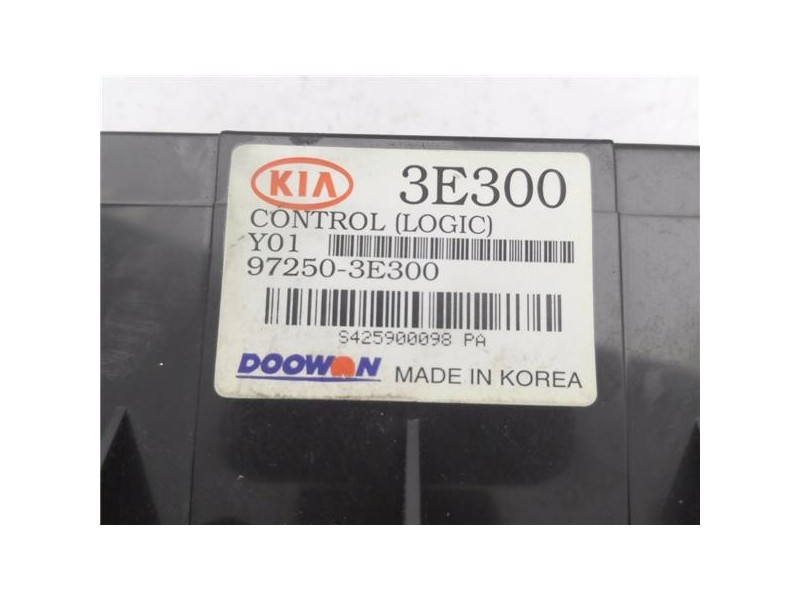 KIA 3E300
CONTROL (LOGIC)
Y01
97250-3E300
S425900098 PA
DOOWON MADE IN KOREA